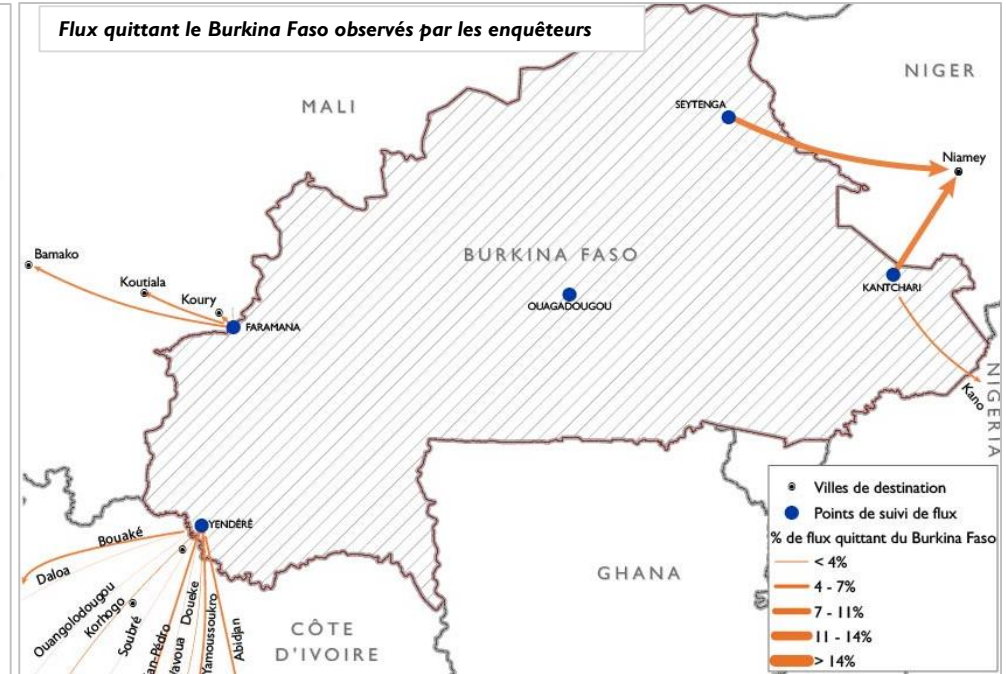 Flux quittant le Burkina Faso observés par les enquêteurs
NIGER
MALI
SEYTENGA
Niamey
Bamako
BURKINA FASO
Koutiala
KANTCHARI
Koury
OUAGADOUGOU
FARAMANA
Kano
NIGERIA
YENDÉRÉ
Bouaké
Daloa
Ouangolodougou
Korhogo
Soubré
an-Pédro
Vavoua
Doueke
Yamoussoukro
Abidjan
CÔTE
D'IVOIRE
GHANA
Villes de destination
Points de suivi de flux
% de flux quittant du Burkina Faso
< 4%
4 - 7%
7 - 11%
11 - 14%
> 14%